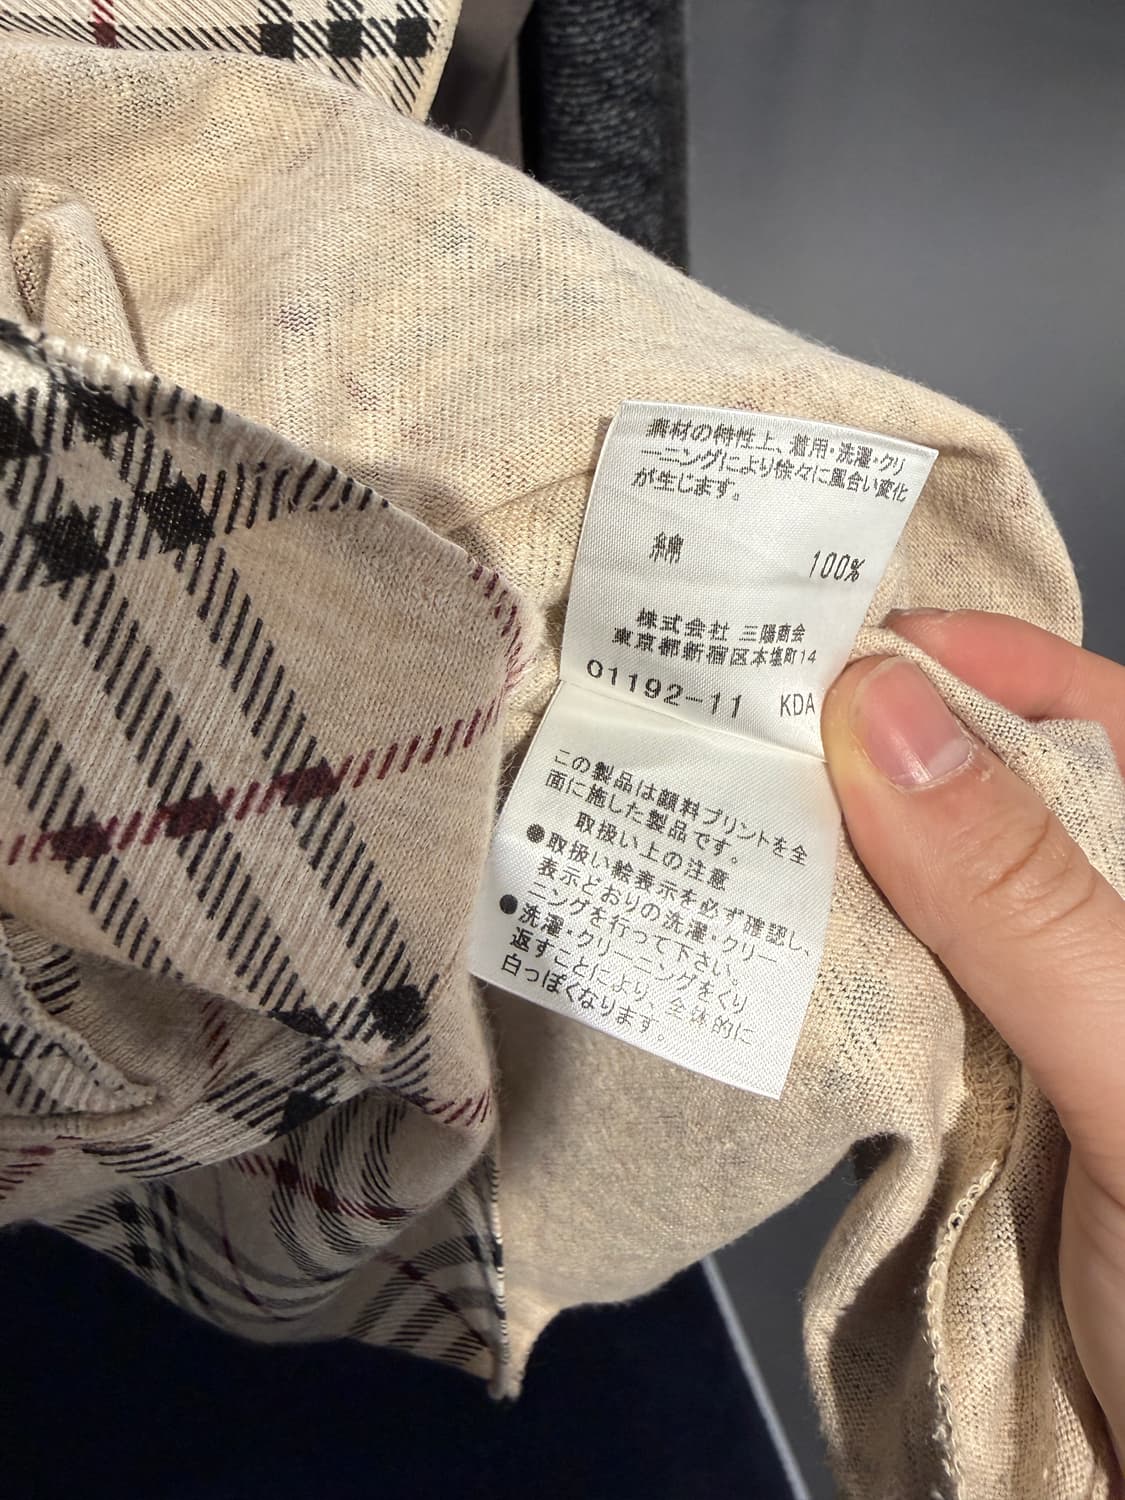 素材の特性上、着用・洗濯・クリ
ーニングにより徐々に風合い変化
が生じます。
綿 100%
株式会社 三陽商会
東京都新宿区本塩町14
01192-11 KDA
この製品は顔料プリントを全
面に施した製品です。
取扱い上の注意
●取扱い絵表示を必ず確認し、
表示どおりの洗濯・クリー
ニングを行って下さい。
●洗濯・クリーニングをくり
返すことにより、全体的に
白っぽくなります。